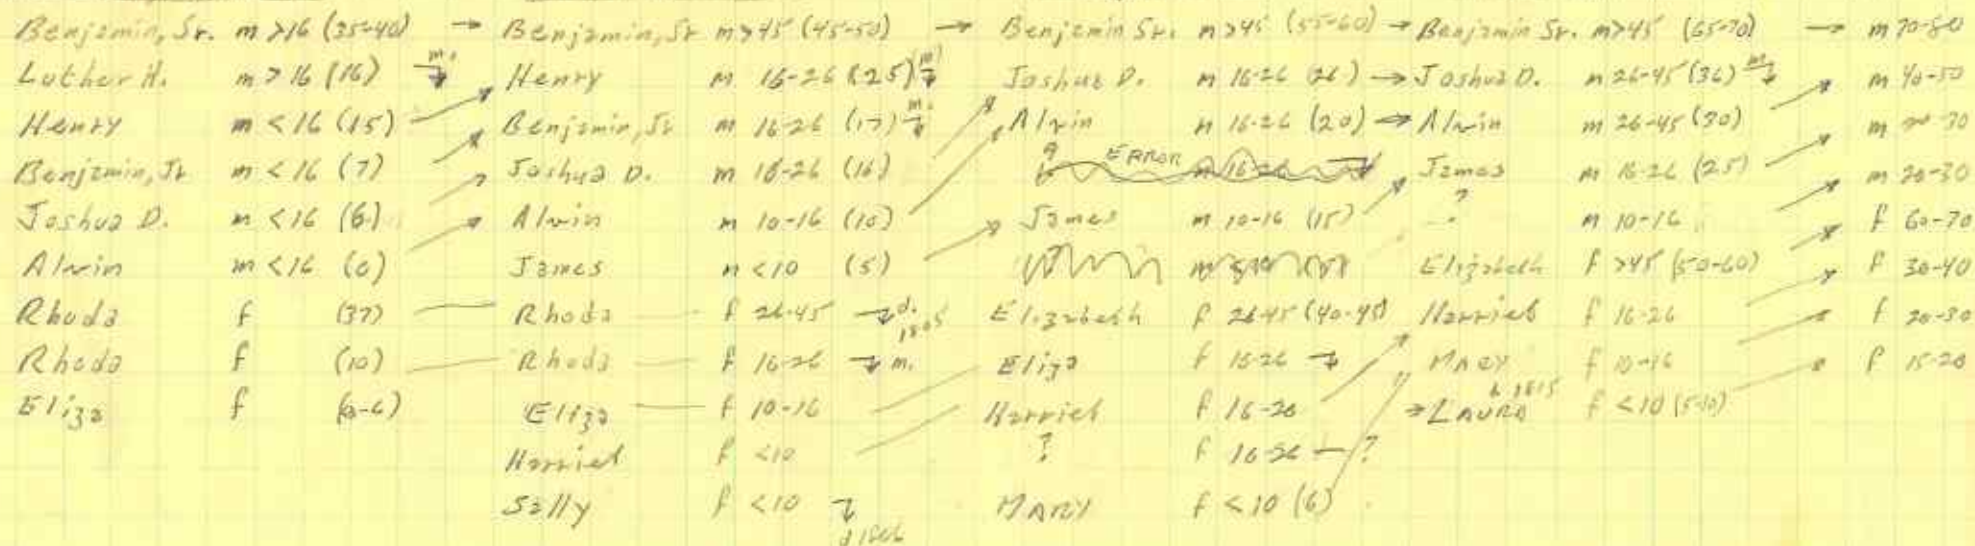 Benjamin, Sr. m >16 (35-40) → Benjamin, Sr m >45 (45-50) → Benjamin Sr. m >45 (55-60) → Benjamin Sr. m >45 (65-70) → m 70-80
Luther H. m > 16 (16) m. Henry m 16-26 (25) m Joshua D. m 16-26 (26) → Joshua D. m 26-45 (36) m m 40-50
Henry m < 16 (15) Benjamin, Jr m 16-26 (17) m. Alvin m 16-26 (20) → Alvin m 26-45 (30) m 20-30
Benjamin, Jr m < 16 (7) Joshua D. m 16-26 (16) ? ERROR m 16-26 James m 16-26 (25) m 20-30
Joshua D. m < 16 (6) Alvin m 10-16 (10) James m 10-16 (15) ? m 10-16 f 60-70
Alvin m < 16 (0) James m < 10 (5) Elizabeth f >45 (50-60) f 30-40
Rhoda f (37) Rhoda f 26-45 d. 1805 Elizabeth f 26-45 (40-45) Harriet f 16-26 f 20-30
Rhoda f (10) Rhoda f 16-26 m. Eliza f 16-26 MARY f 10-16 f 15-20
Eliza f (0-6) Eliza f 10-16 Harriet f 16-26 → LAURA b 1815 f < 10 (5-10)
Harriet f < 10 ? f 16-26 - ?
Sally f < 10 d 1806 MARY f < 10 (6)